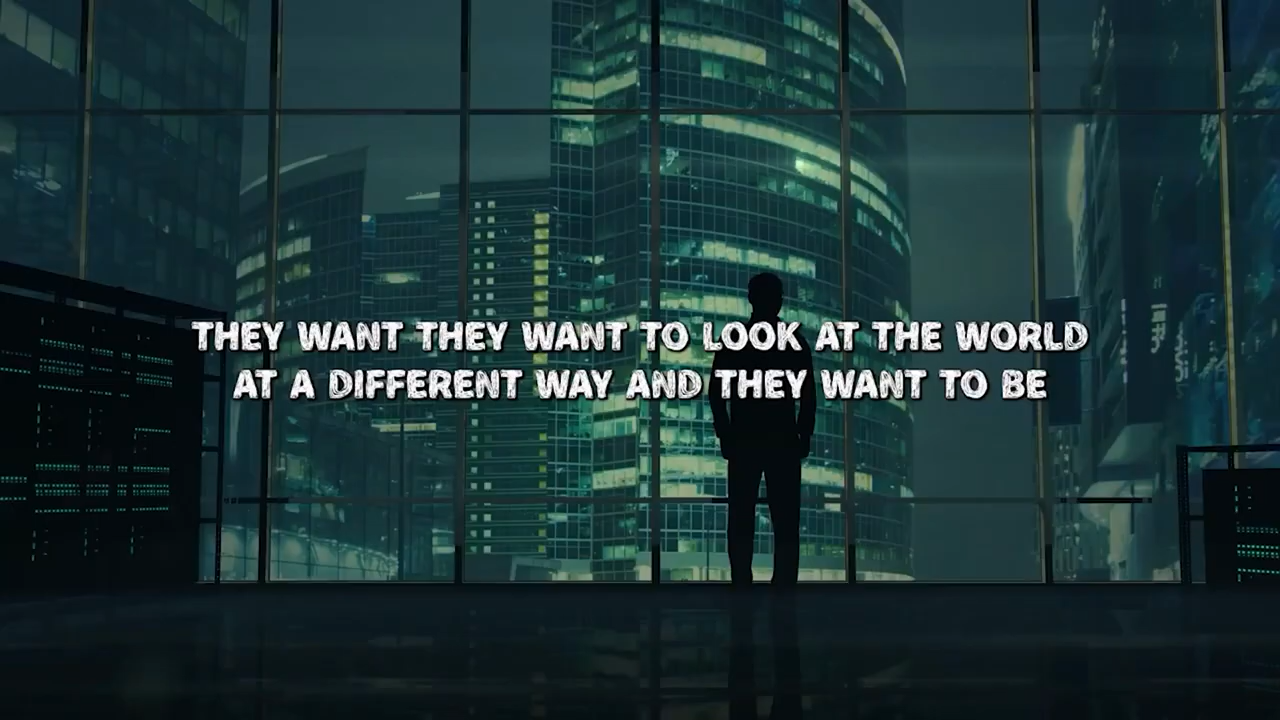 THEY WANT THEY WANT TO LOOK AT THE WORLD
AT A DIFFERENT WAY AND THEY WANT TO BE